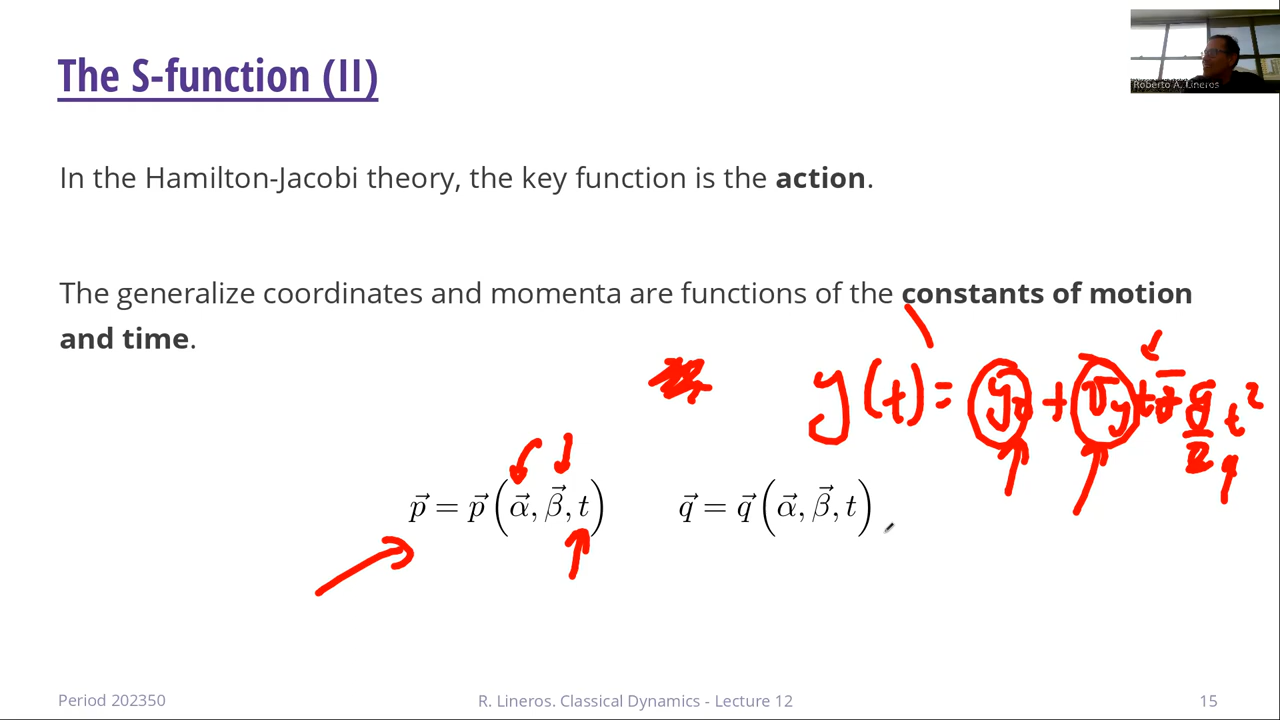 The S-function (II)
Roberto A. Lineros
In the Hamilton-Jacobi theory, the key function is the action.
The generalize coordinates and momenta are functions of the constants of motion
and time.
y(t) = y₀ + v_y t - g/2 t²
p⃗ = p⃗(α⃗, β⃗, t) q⃗ = q⃗(α⃗, β⃗, t)
Period 202350 R. Lineros. Classical Dynamics - Lecture 12 15